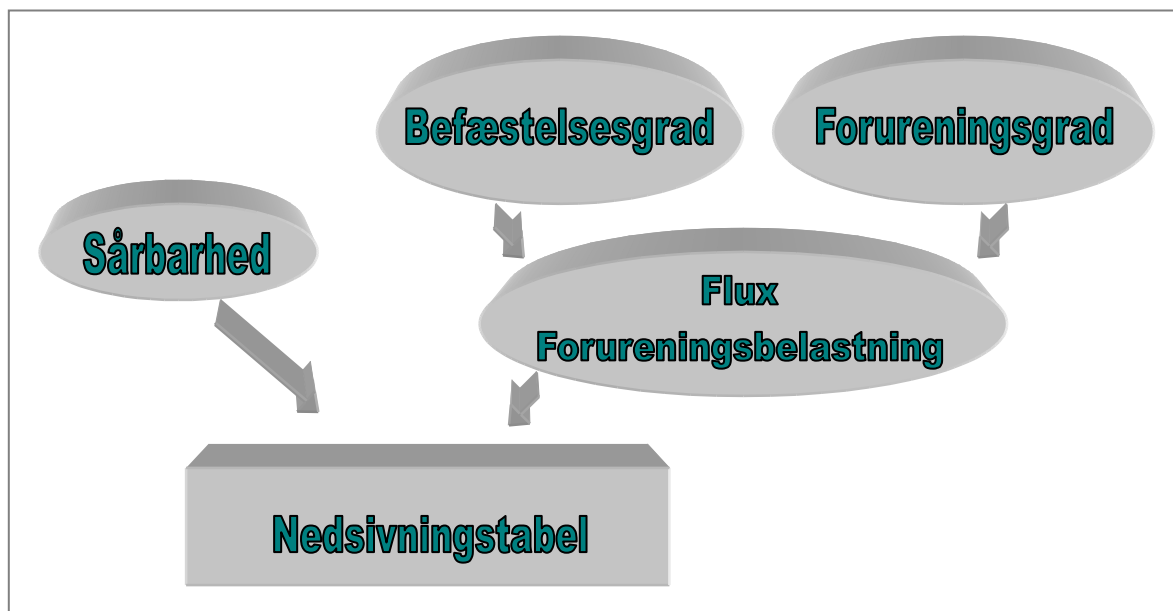 Befæstelsesgrad
Forureningsgrad
Sårbarhed
Flux
Forureningsbelastning
Nedsivningstabel